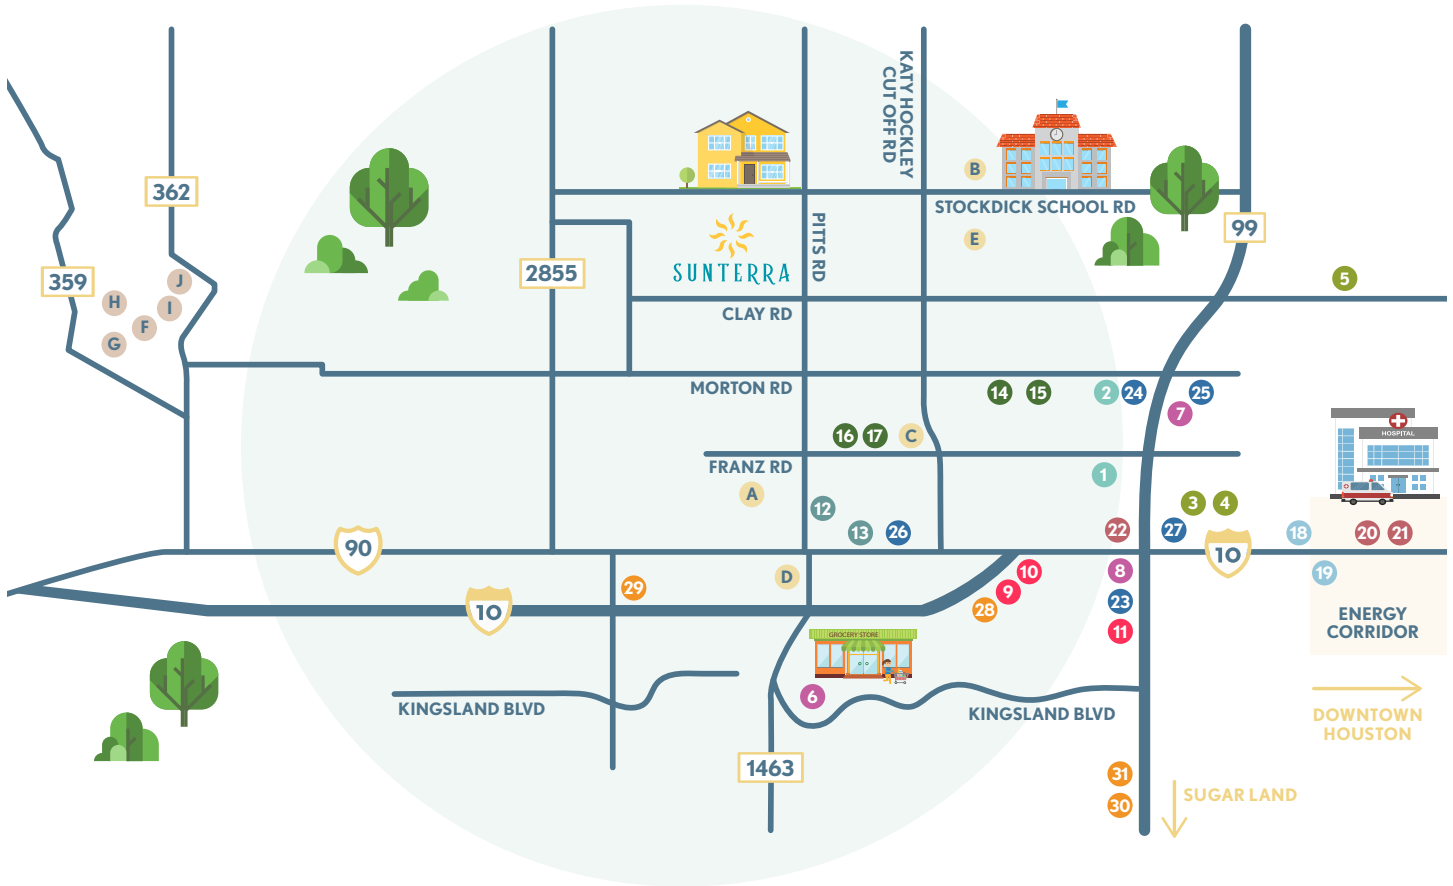 KATY HOCKLEY
CUT OFF RD
362
B
STOCKDICK SCHOOL RD
PITTS RD
99
E
SUNTERRA
359
2855
J
H
I
F
G
5
CLAY RD
MORTON RD
14
15
2
24
25
7
HOSPITAL
16
17
C
FRANZ RD
A
1
3
4
12
13
26
22
27
18
20
21
90
10
D
10
8
19
29
9
23
28
11
10
ENERGY
CORRIDOR
GROCERY STORE
6
KINGSLAND BLVD
KINGSLAND BLVD
DOWNTOWN
HOUSTON
1463
31
30
SUGAR LAND